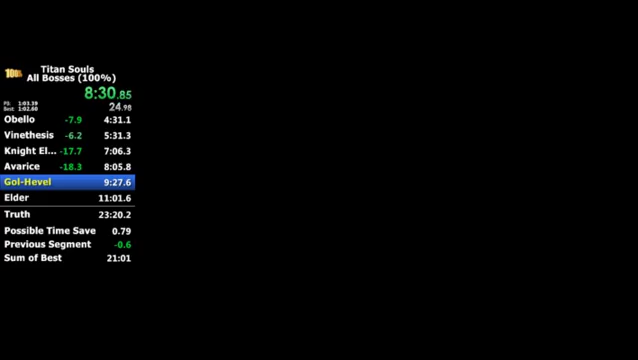 100%
Titan Souls
All Bosses (100%)
8:30.85
PB: 1:03.39
Best: 1:02.60
24.98
Obello -7.9 4:31.1
Vinethesis -6.2 5:31.3
Knight El... -17.7 7:06.3
Avarice -18.3 8:05.8
Gol-Hevel 9:27.6
Elder 11:01.6
Truth 23:20.2
Possible Time Save 0.79
Previous Segment -0.6
Sum of Best 21:01